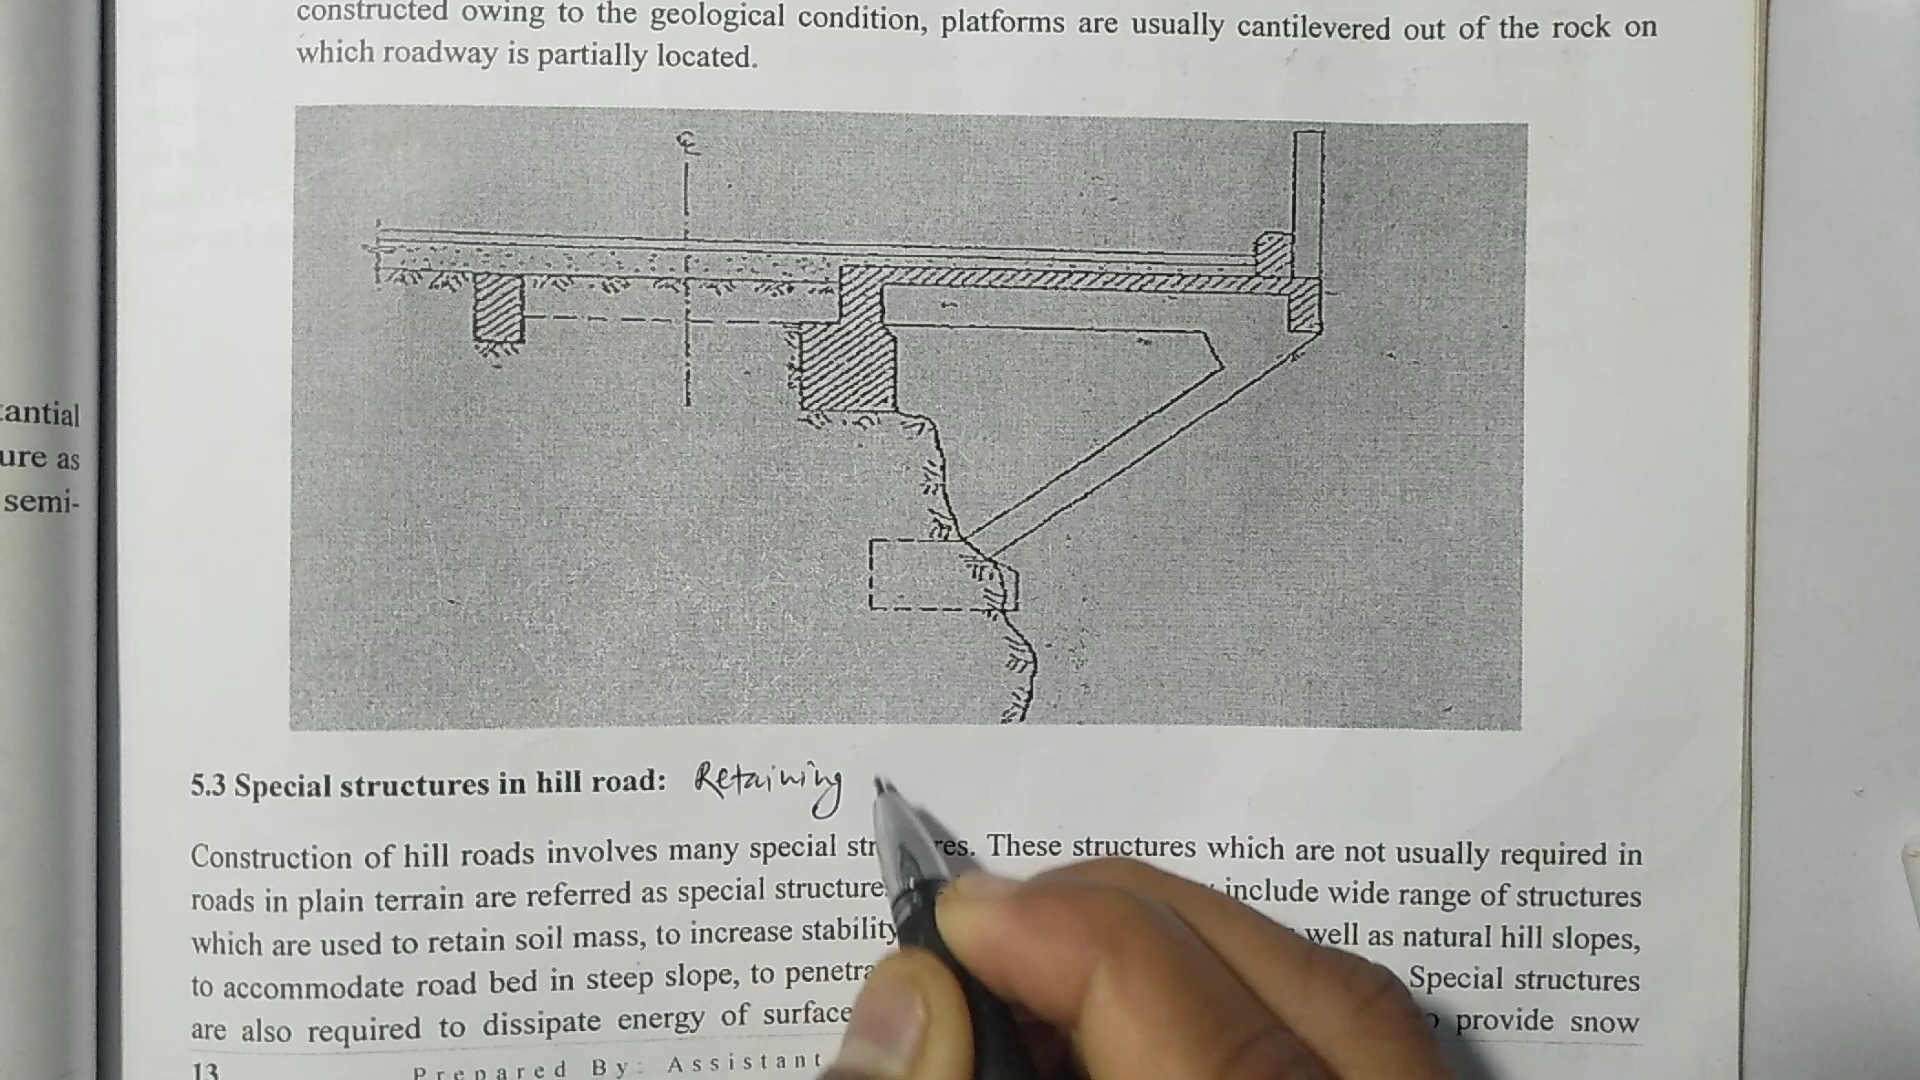 constructed owing to the geological condition, platforms are usually cantilevered out of the rock on
which roadway is partially located.
℄
antial
ure as
semi-
5.3 Special structures in hill road: Retaining
Construction of hill roads involves many special str res. These structures which are not usually required in
roads in plain terrain are referred as special structure include wide range of structures
which are used to retain soil mass, to increase stability well as natural hill slopes,
to accommodate road bed in steep slope, to penetra Special structures
are also required to dissipate energy of surface provide snow
13 Prepared By: Assistant